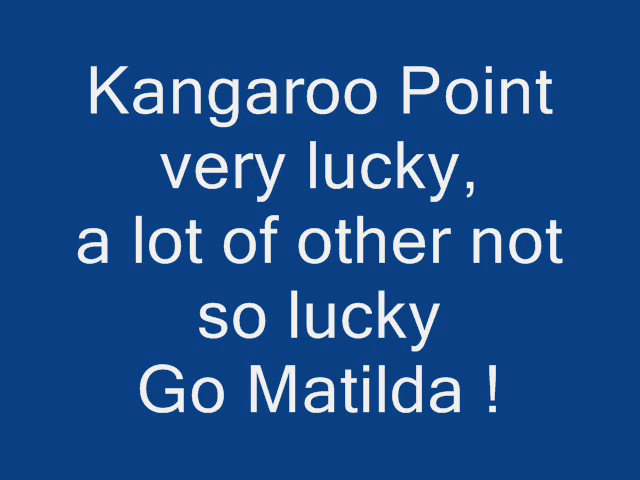 Kangaroo Point
very lucky,
a lot of other not
so lucky
Go Matilda !